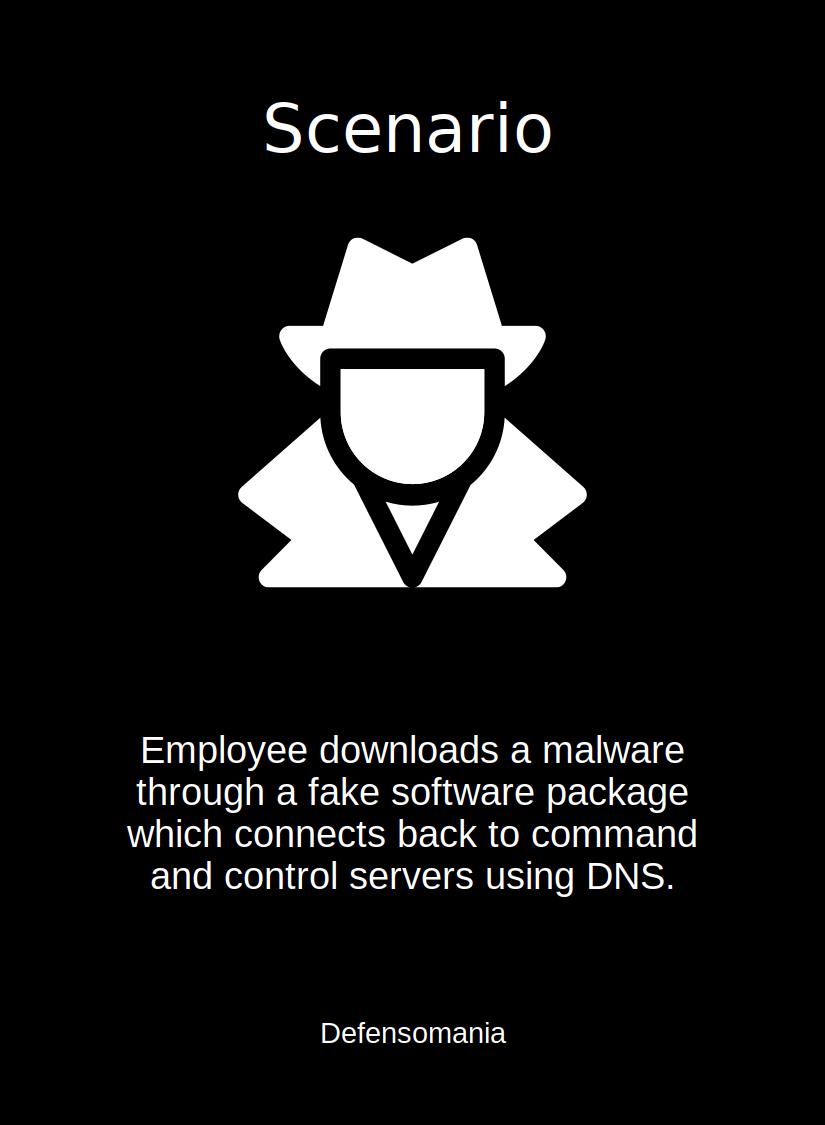 Scenario
Employee downloads a malware
through a fake software package
which connects back to command
and control servers using DNS.
Defensomania